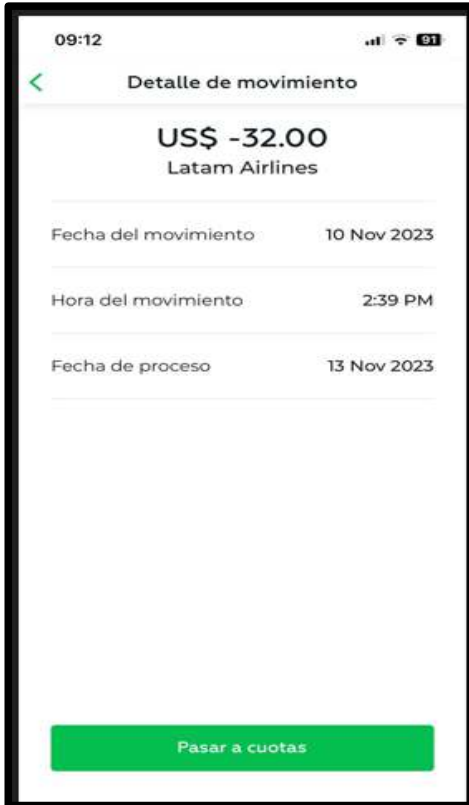 09:12 91
Detalle de movimiento
US$ -32.00
Latam Airlines
Fecha del movimiento 10 Nov 2023
Hora del movimiento 2:39 PM
Fecha de proceso 13 Nov 2023
Pasar a cuotas